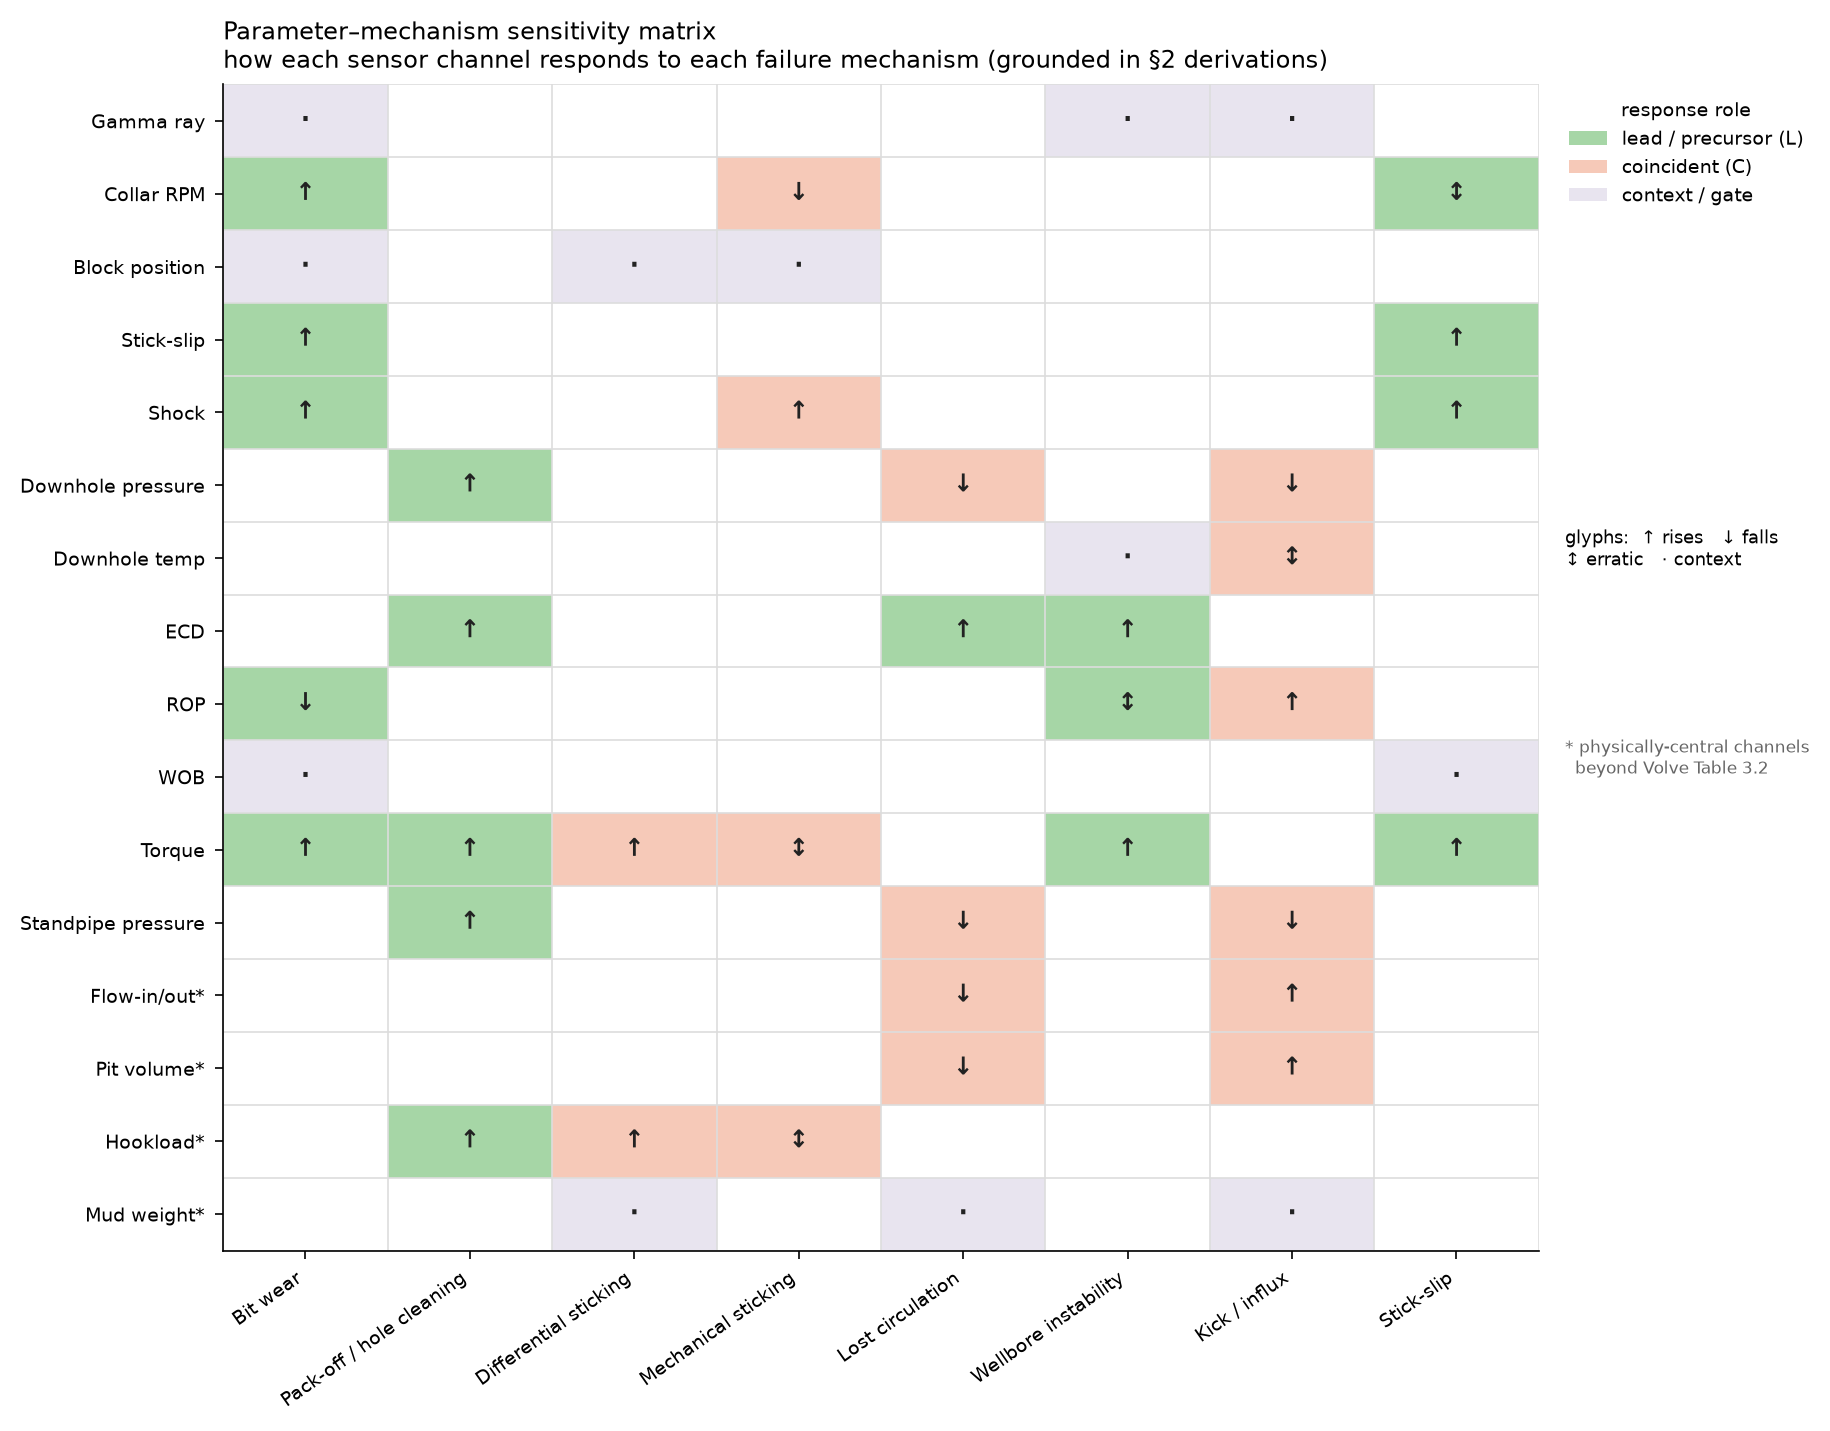 Parameter–mechanism sensitivity matrix
how each sensor channel responds to each failure mechanism (grounded in §2 derivations)
Gamma ray · · ·
Collar RPM ↑ ↓ ↕
Block position · · ·
Stick-slip ↑ ↑
Shock ↑ ↑ ↑
Downhole pressure ↑ ↓ ↓
Downhole temp · ↕
ECD ↑ ↑ ↑
ROP ↓ ↕ ↑
WOB · ·
Torque ↑ ↑ ↑ ↕ ↑ ↑
Standpipe pressure ↑ ↓ ↓
Flow-in/out* ↓ ↑
Pit volume* ↓ ↑
Hookload* ↑ ↑ ↕
Mud weight* · · ·
Bit wear
Pack-off / hole cleaning
Differential sticking
Mechanical sticking
Lost circulation
Wellbore instability
Kick / influx
Stick-slip
response role
lead / precursor (L)
coincident (C)
context / gate
glyphs: ↑ rises ↓ falls
↕ erratic · context
* physically-central channels
beyond Volve Table 3.2